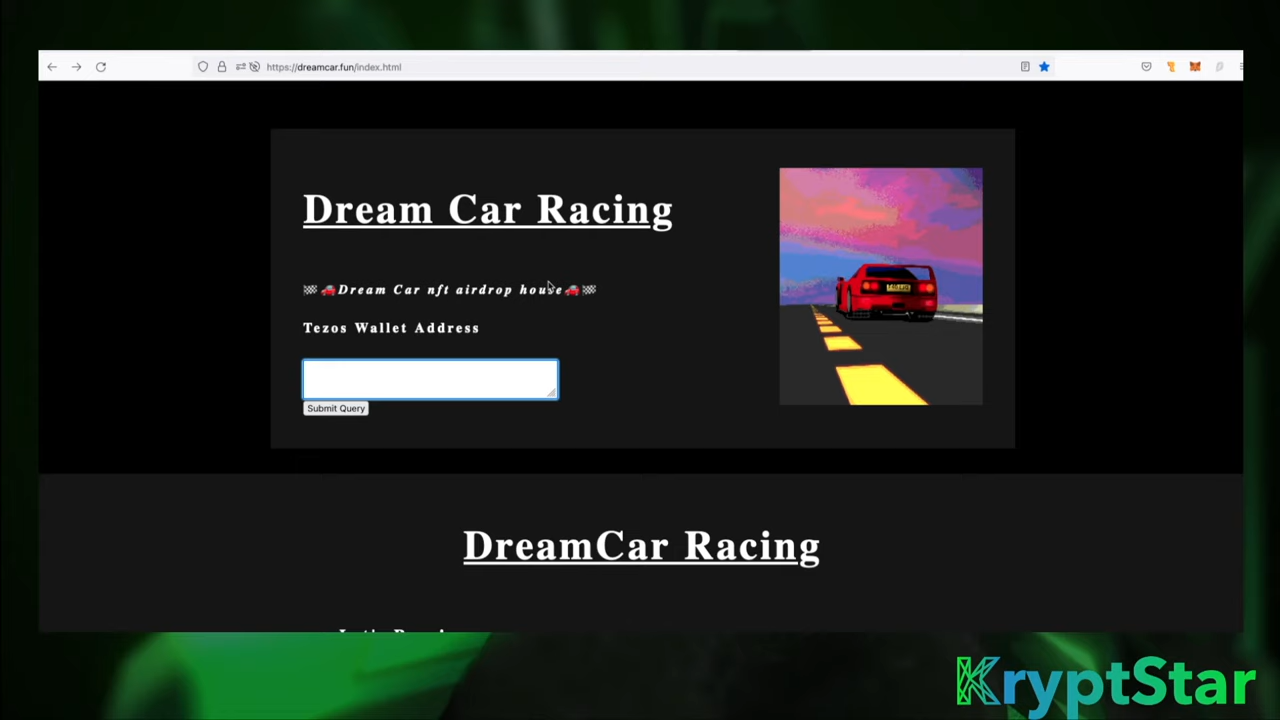 https://dreamcar.fun/index.html
Dream Car Racing
🏁 🚗Dream Car nft airdrop house🚗🏁
Tezos Wallet Address
Submit Query
DreamCar Racing
KryptStar